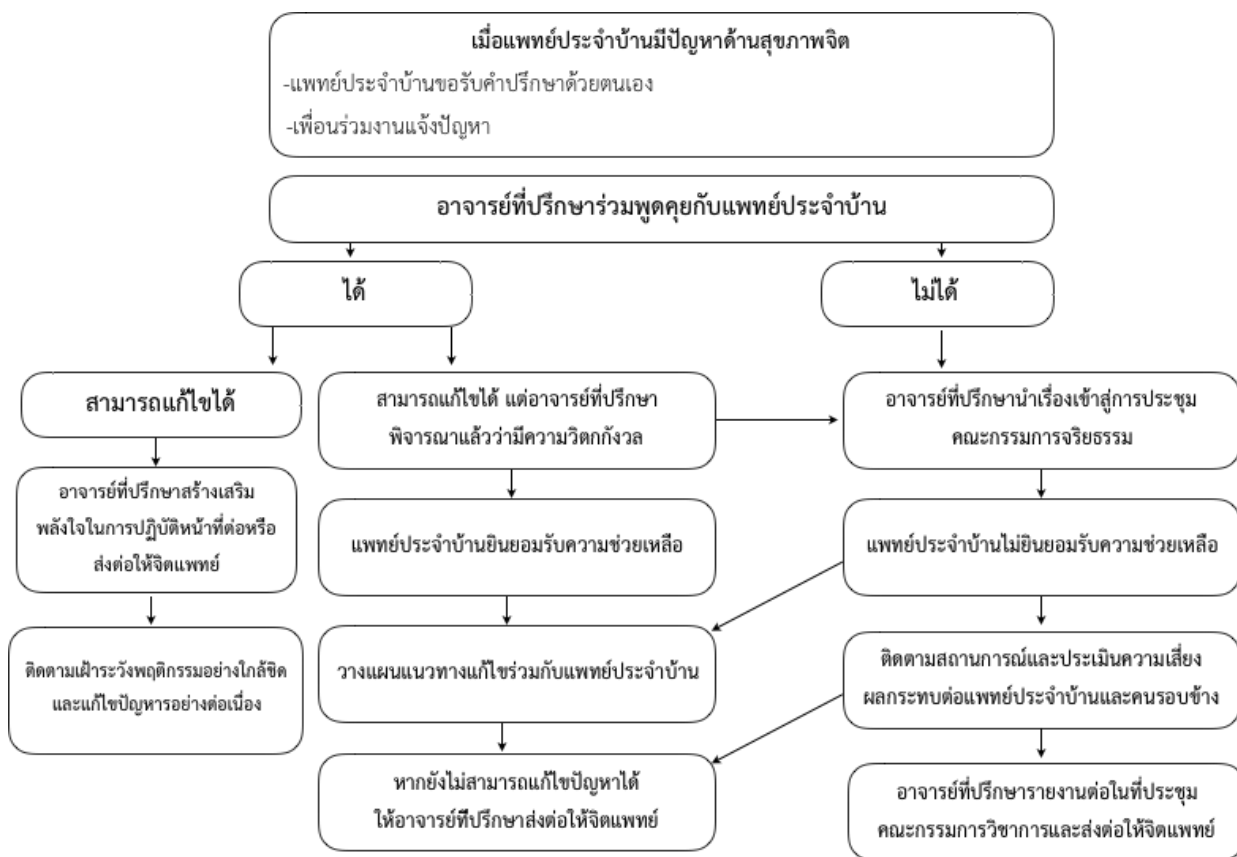 เมื่อแพทย์ประจำบ้านมีปัญหาด้านสุขภาพจิต
-แพทย์ประจำบ้านขอรับคำปรึกษาด้วยตนเอง
-เพื่อนร่วมงานแจ้งปัญหา
อาจารย์ที่ปรึกษาร่วมพูดคุยกับแพทย์ประจำบ้าน
ได้
ไม่ได้
สามารถแก้ไขได้
สามารถแก้ไขได้ แต่อาจารย์ที่ปรึกษา
พิจารณาแล้วว่ามีความวิตกกังวล
อาจารย์ที่ปรึกษานำเรื่องเข้าสู่การประชุม
คณะกรรมการจริยธรรม
อาจารย์ที่ปรึกษาสร้างเสริม
พลังใจในการปฏิบัติหน้าที่ต่อหรือ
ส่งต่อให้จิตแพทย์
แพทย์ประจำบ้านยินยอมรับความช่วยเหลือ
แพทย์ประจำบ้านไม่ยินยอมรับความช่วยเหลือ
ติดตามเฝ้าระวังพฤติกรรมอย่างใกล้ชิด
และแก้ไขปัญหารอย่างต่อเนื่อง
วางแผนแนวทางแก้ไขร่วมกับแพทย์ประจำบ้าน
ติดตามสถานการณ์และประเมินความเสี่ยง
ผลกระทบต่อแพทย์ประจำบ้านและคนรอบข้าง
หากยังไม่สามารถแก้ไขปัญหาได้
ให้อาจารย์ที่ปรึกษาส่งต่อให้จิตแพทย์
อาจารย์ที่ปรึกษารายงานต่อในที่ประชุม
คณะกรรมการวิชาการและส่งต่อให้จิตแพทย์